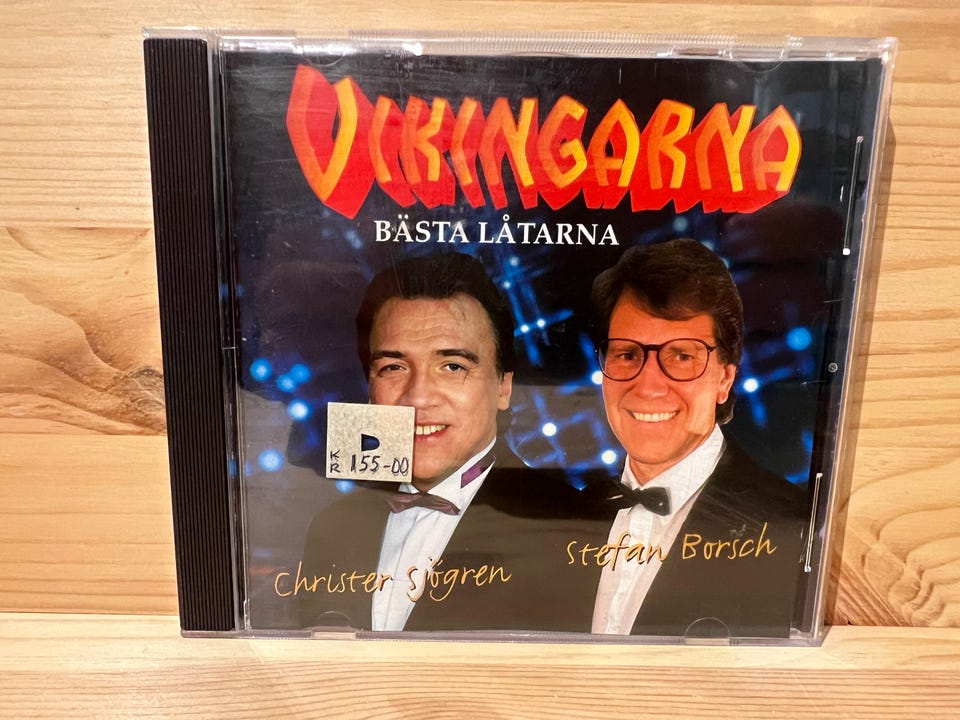 VIKINGARNA
BÄSTA LÅTARNA
D
KR 155-00
Stefan Borsch
Christer Sjögren